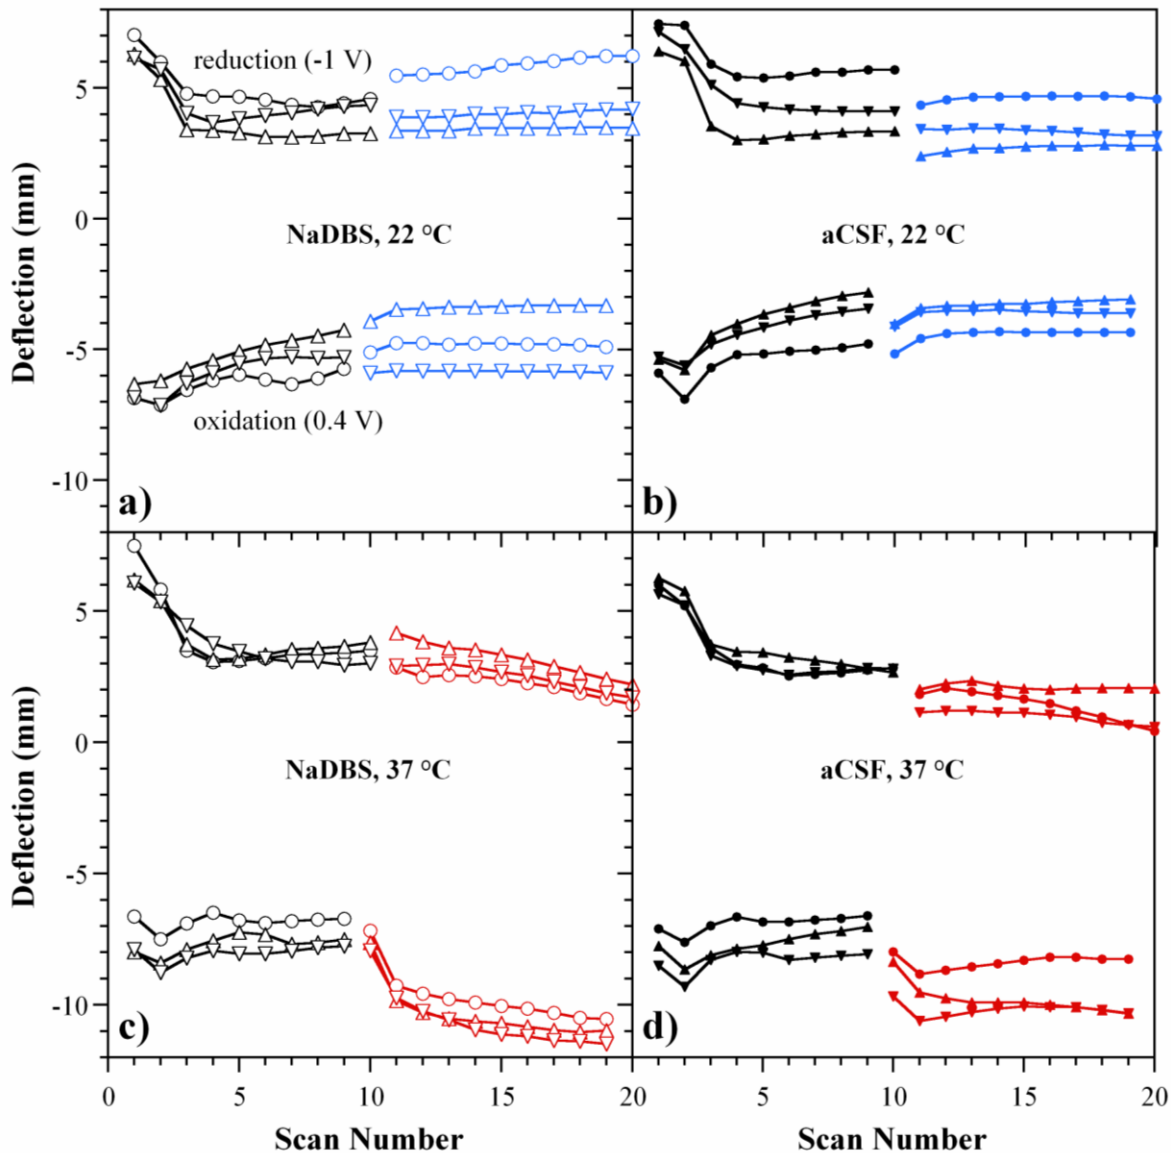 reduction (-1 V)
5
0
-5
-10
Deflection (mm)
NaDBS, 22 °C
aCSF, 22 °C
oxidation (0.4 V)
a)
b)
5
0
-5
-10
Deflection (mm)
NaDBS, 37 °C
aCSF, 37 °C
c)
d)
0 5 10 15 20 5 10 15 20
Scan Number Scan Number